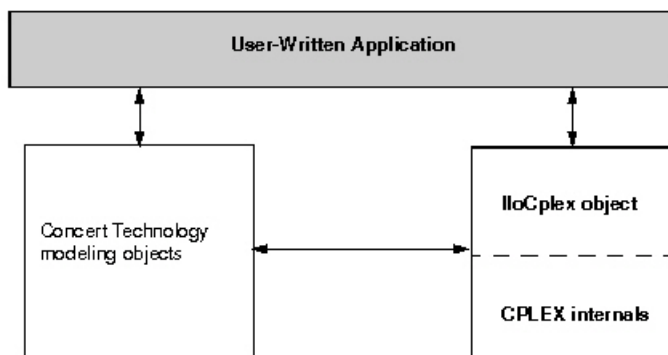 User-Written Application
Concert Technology
modeling objects
IloCplex object
CPLEX internals